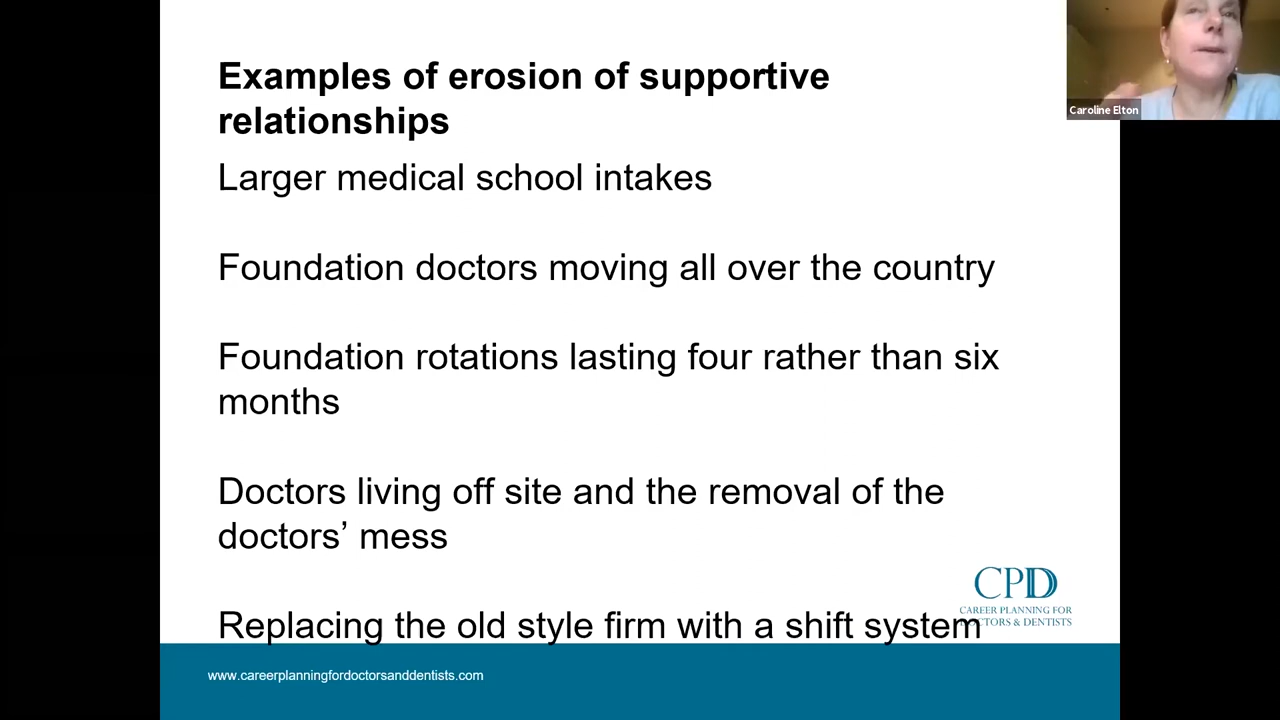 Examples of erosion of supportive
relationships
Larger medical school intakes
Foundation doctors moving all over the country
Foundation rotations lasting four rather than six
months
Doctors living off site and the removal of the
doctors’ mess
Replacing the old style firm with a shift system
CPD
CAREER PLANNING FOR
DOCTORS & DENTISTS
www.careerplanningfordoctorsanddentists.com
Caroline Elton